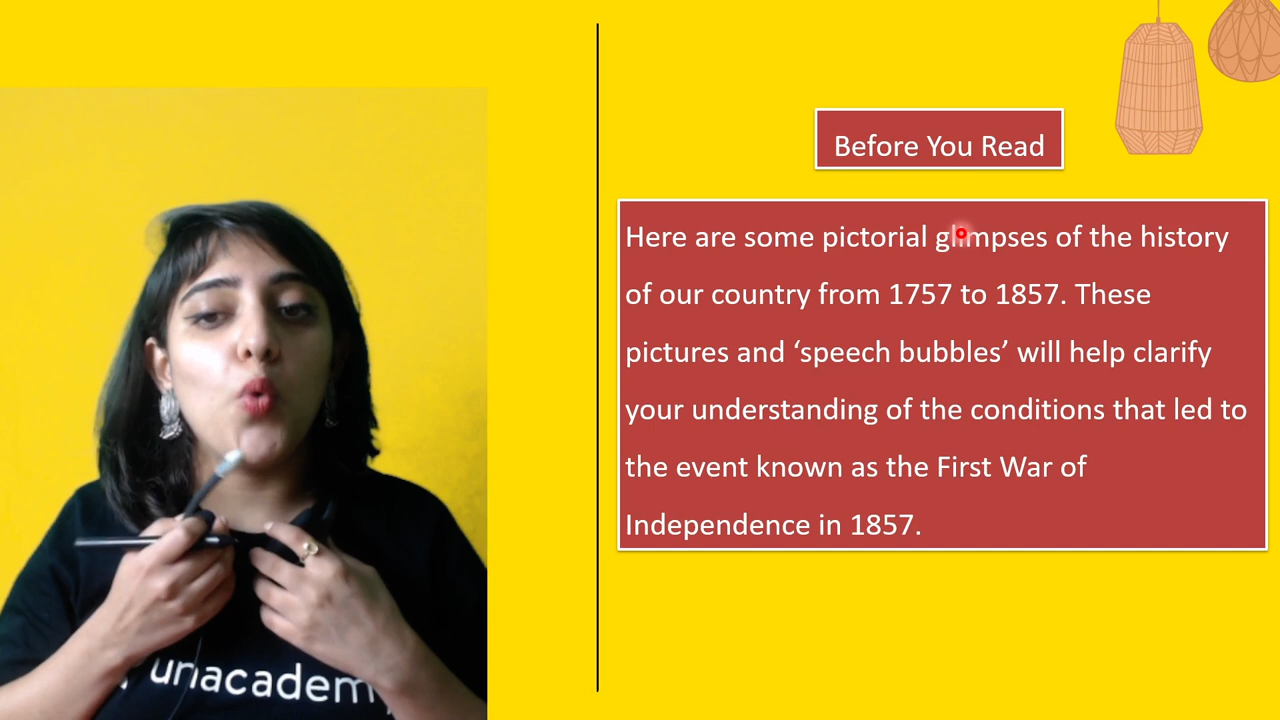 Before You Read
Here are some pictorial glimpses of the history
of our country from 1757 to 1857. These
pictures and ‘speech bubbles’ will help clarify
your understanding of the conditions that led to
the event known as the First War of
Independence in 1857.
unacademy